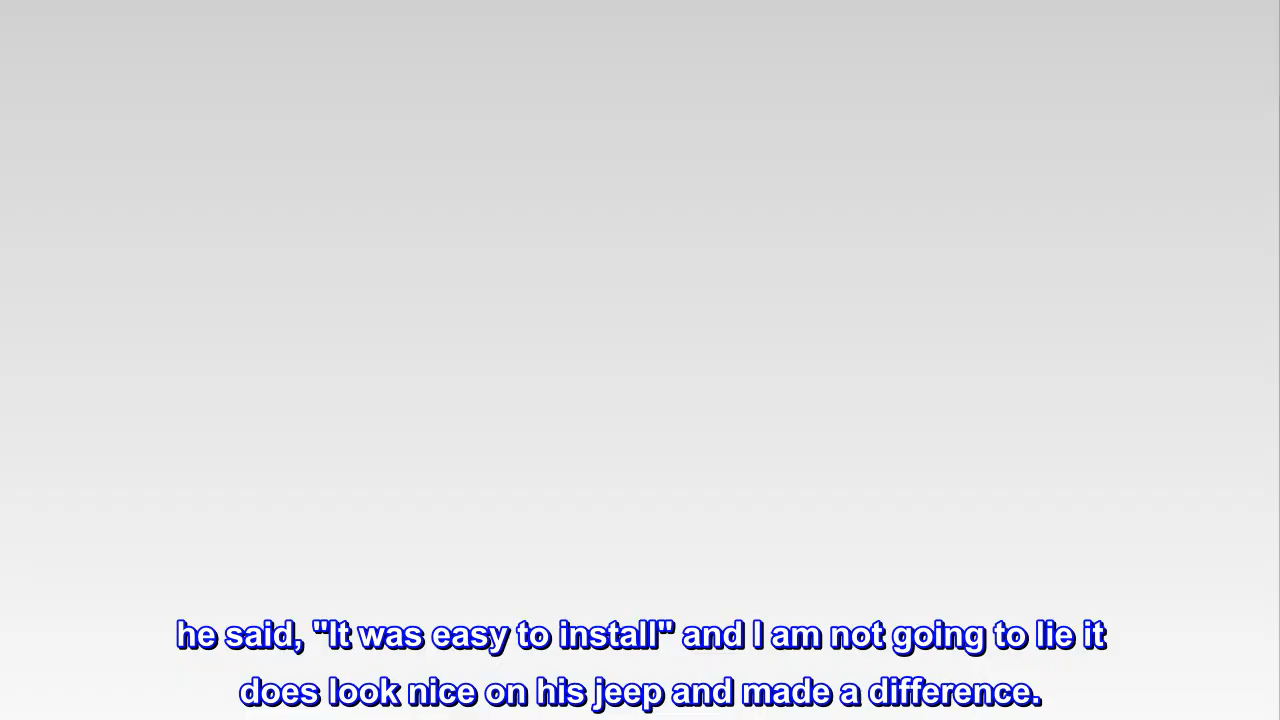 he said, "It was easy to install" and I am not going to lie it
does look nice on his jeep and made a difference.